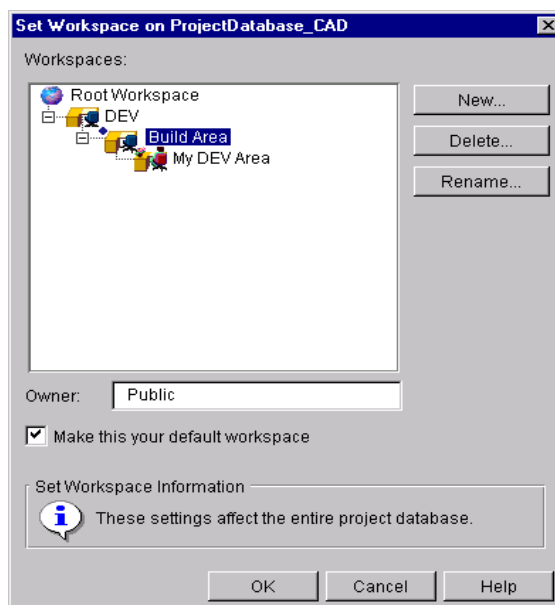 Set Workspace on ProjectDatabase_CAD
Workspaces:
Root Workspace
DEV
Build Area
My DEV Area
New...
Delete...
Rename...
Owner:
Public
Make this your default workspace
Set Workspace Information
These settings affect the entire project database.
OK
Cancel
Help